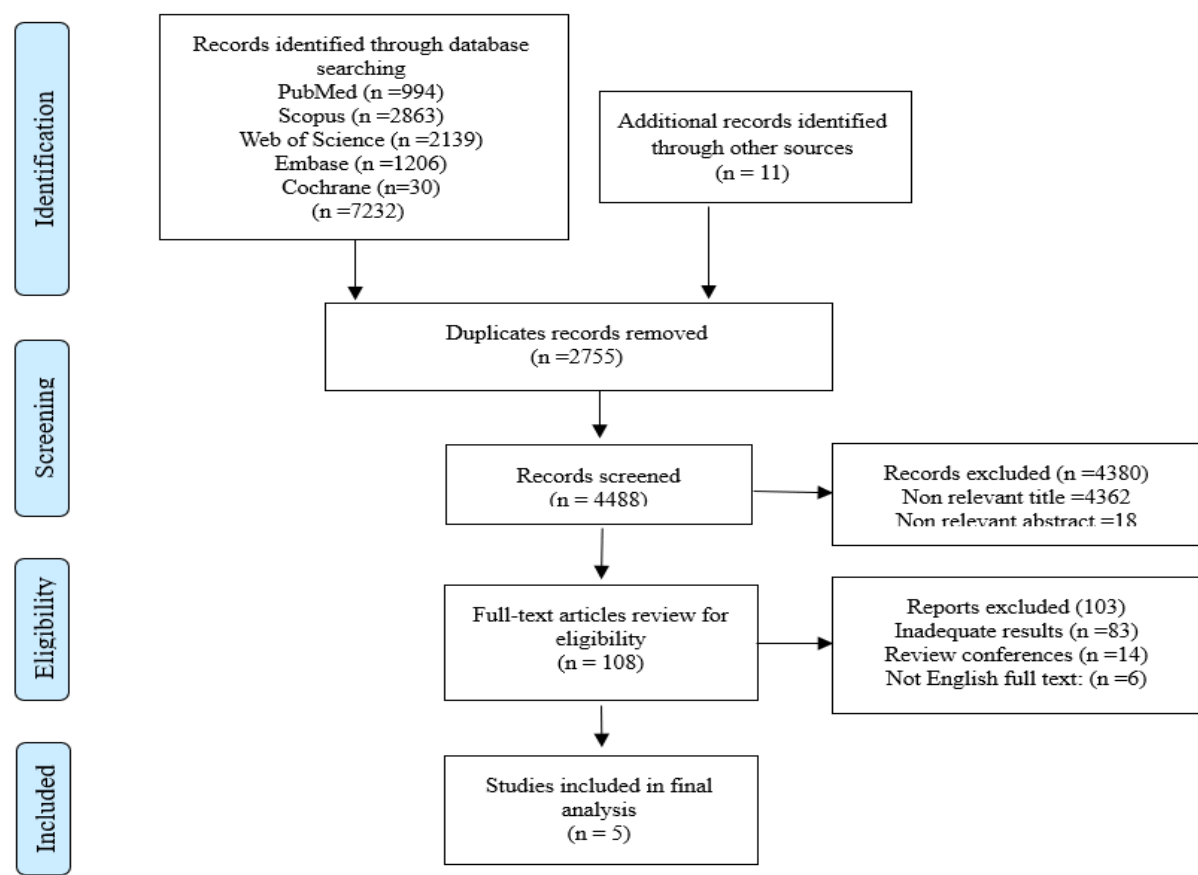 Identification
Records identified through database
searching
PubMed (n =994)
Scopus (n =2863)
Web of Science (n =2139)
Embase (n =1206)
Cochrane (n=30)
(n =7232)
Additional records identified
through other sources
(n = 11)
Duplicates records removed
(n =2755)
Screening
Records screened
(n = 4488)
Records excluded (n =4380)
Non relevant title =4362
Non relevant abstract =18
Eligibility
Full-text articles review for
eligibility
(n = 108)
Reports excluded (103)
Inadequate results (n =83)
Review conferences (n =14)
Not English full text: (n =6)
Included
Studies included in final
analysis
(n = 5)